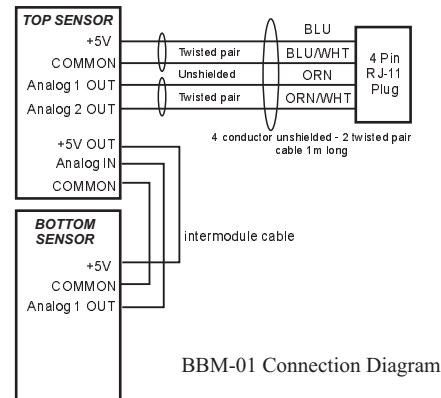 TOP SENSOR
+5V
COMMON
Analog 1 OUT
Analog 2 OUT
+5V OUT
Analog IN
COMMON
Twisted pair
Unshielded
Twisted pair
BLU
BLU/WHT
ORN
ORN/WHT
4 Pin
RJ-11
Plug
4 conductor unshielded - 2 twisted pair
cable 1m long
BOTTOM
SENSOR
+5V
COMMON
Analog 1 OUT
intermodule cable
BBM-01 Connection Diagram